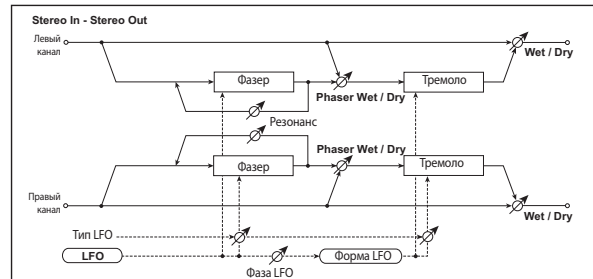 Stereo In - Stereo Out
Левый
канал
Wet / Dry
Фазер
Тремоло
Phaser Wet / Dry
Резонанс
Phaser Wet / Dry
Фазер
Тремоло
Правый
канал
Wet / Dry
Тип LFO
LFO
Форма LFO
Фаза LFO